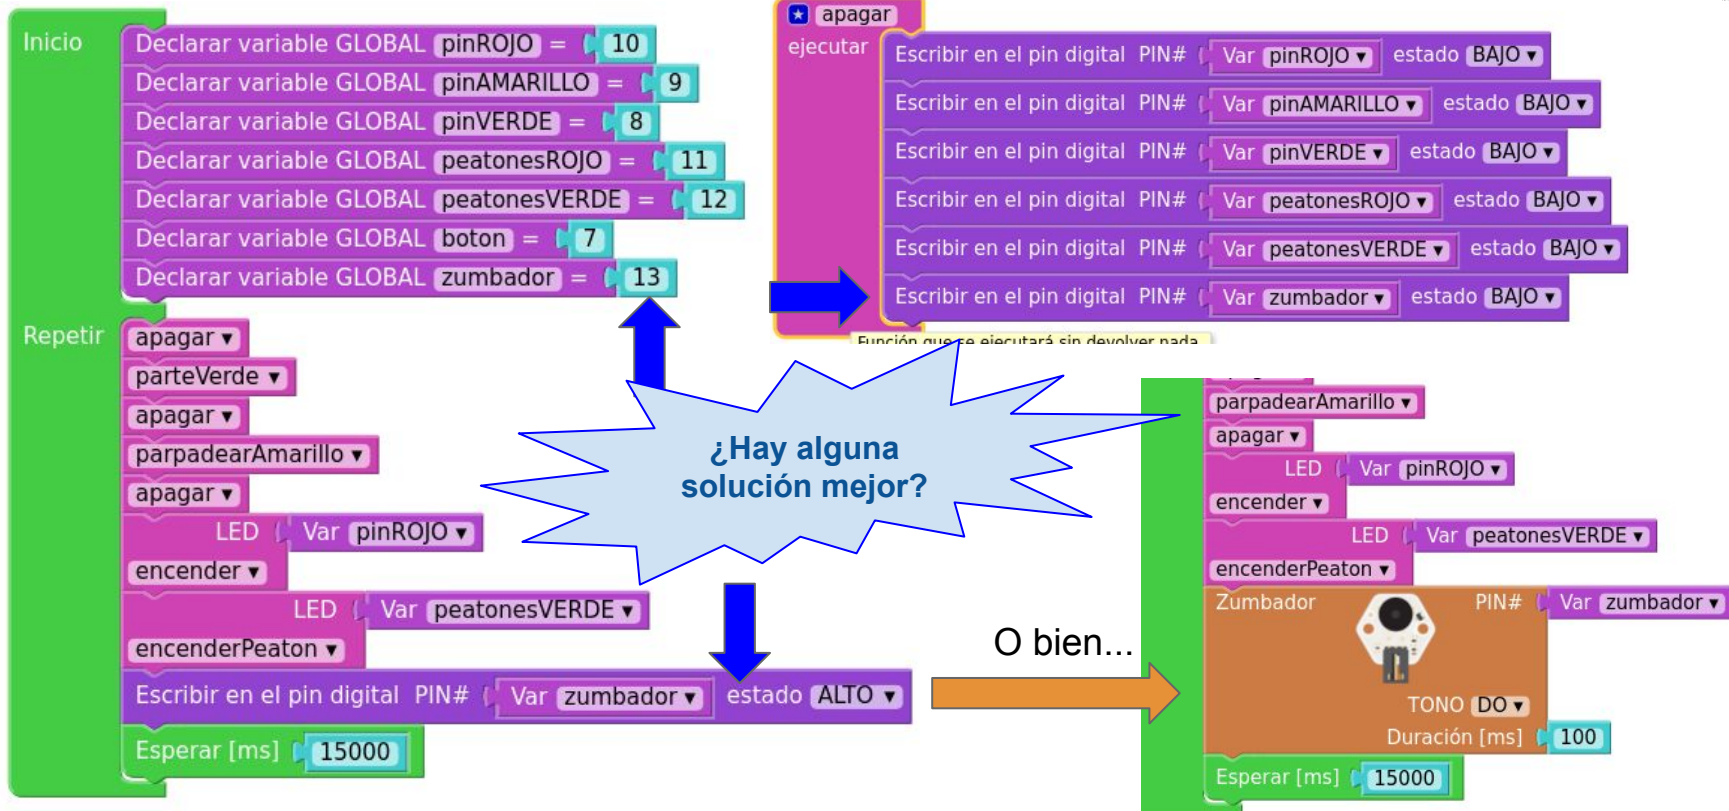 Inicio
Declarar variable GLOBAL pinROJO = 10
Declarar variable GLOBAL pinAMARILLO = 9
Declarar variable GLOBAL pinVERDE = 8
Declarar variable GLOBAL peatonesROJO = 11
Declarar variable GLOBAL peatonesVERDE = 12
Declarar variable GLOBAL boton = 7
Declarar variable GLOBAL zumbador = 13
Repetir
apagar
parteVerde
apagar
parpadearAmarillo
apagar
LED Var pinROJO
encender
LED Var peatonesVERDE
encenderPeaton
Escribir en el pin digital PIN# Var zumbador estado ALTO
Esperar [ms] 15000
apagar
ejecutar
Escribir en el pin digital PIN# Var pinROJO estado BAJO
Escribir en el pin digital PIN# Var pinAMARILLO estado BAJO
Escribir en el pin digital PIN# Var pinVERDE estado BAJO
Escribir en el pin digital PIN# Var peatonesROJO estado BAJO
Escribir en el pin digital PIN# Var peatonesVERDE estado BAJO
Escribir en el pin digital PIN# Var zumbador estado BAJO
Función que se ejecutará sin devolver nada
¿Hay alguna
solución mejor?
O bien...
parpadearAmarillo
apagar
LED Var pinROJO
encender
LED Var peatonesVERDE
encenderPeaton
Zumbador PIN# Var zumbador
TONO DO
Duración [ms] 100
Esperar [ms] 15000